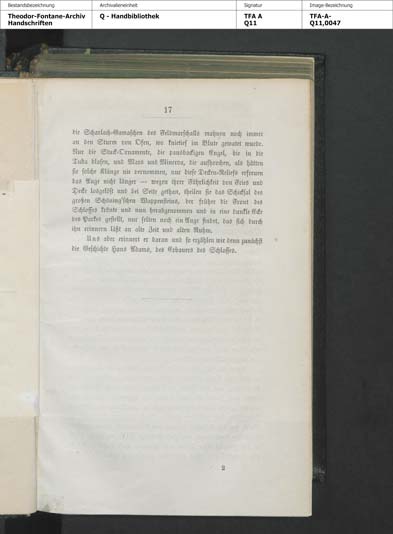 Bestandsbezeichnung
Archivalieneinheit
Signatur
Image-Bezeichnung
Theodor-Fontane-Archiv
Handschriften
Q - Handbibliothek
TFA A
Q11
TFA-A-
Q11,0047
17
die Scharlach-Gamaschen des Feldmarschalls mahnen noch immer
an den Sturm von Ofen, wo knietief im Blute gewatet wurde.
Nur die Stuck-Ornamente, die pausbackigen Engel, die in die
Tuba blasen, und Mars und Minerva, die aufhorchen, als hätten
sie solche Klänge nie vernommen, nur diese Decken-Reliefs erfreuen
das Auge nicht länger — wegen ihrer Fährlichkeit von Fries und
Decke losgelöst und bei Seite gethan, theilen sie das Schicksal des
großen Schöning'schen Wappensteins, der früher die Front des
Schlosses krönte und nun herabgenommen und in eine dunkle Ecke
des Parkes gestellt, nur selten noch ein Auge findet, das sich durch
ihn erinnern läßt an alte Zeit und alten Ruhm.
Uns aber erinnert er daran und so erzählen wir denn zunächst
die Geschichte Hans Adams, des Erbauers des Schlosses.
2